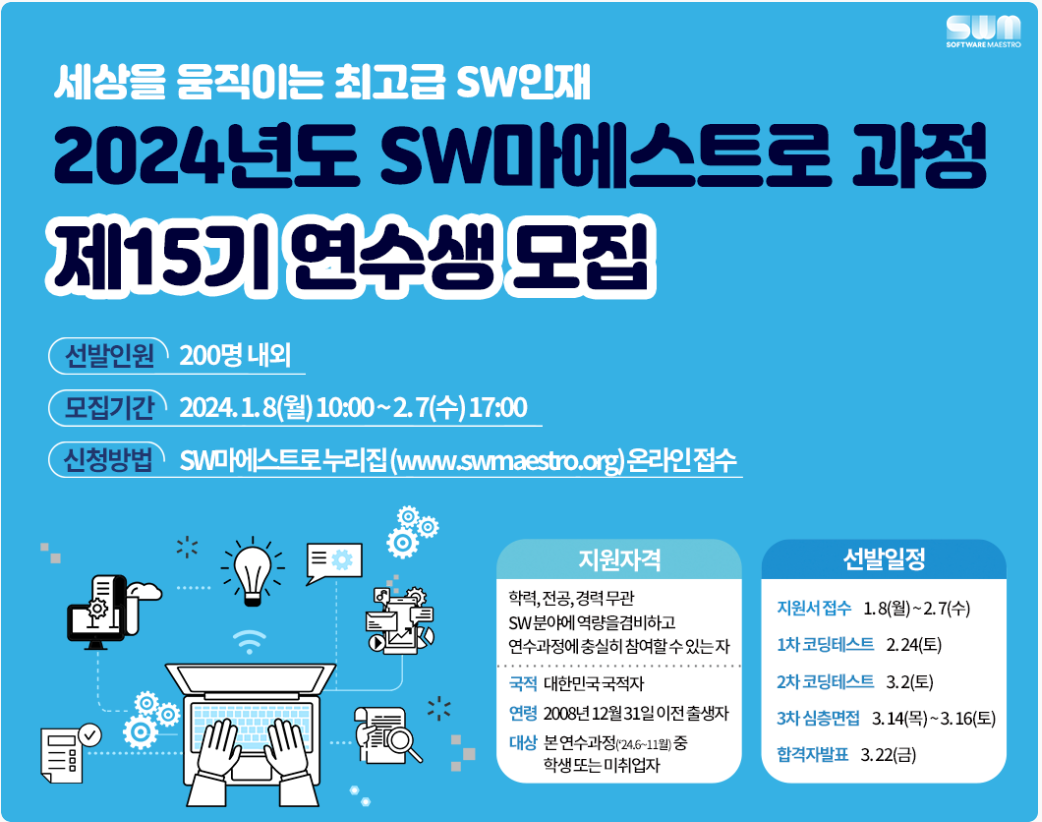 SWM
SOFTWARE MAESTRO
세상을 움직이는 최고급 SW인재
2024년도 SW마에스트로 과정
제15기 연수생 모집
선발인원 200명 내외
모집기간 2024. 1. 8(월) 10:00 ~ 2. 7(수) 17:00
신청방법 SW마에스트로 누리집 (www.swmaestro.org) 온라인 접수
지원자격
학력, 전공, 경력 무관
SW 분야에 역량을 겸비하고
연수과정에 충실히 참여할 수 있는 자
국적 대한민국 국적자
연령 2008년 12월 31일 이전 출생자
대상 본 연수과정('24.6~11월) 중
학생 또는 미취업자
선발일정
지원서 접수 1. 8(월) ~ 2. 7(수)
1차 코딩테스트 2. 24(토)
2차 코딩테스트 3. 2(토)
3차 심층면접 3. 14(목) ~ 3. 16(토)
합격자발표 3. 22(금)